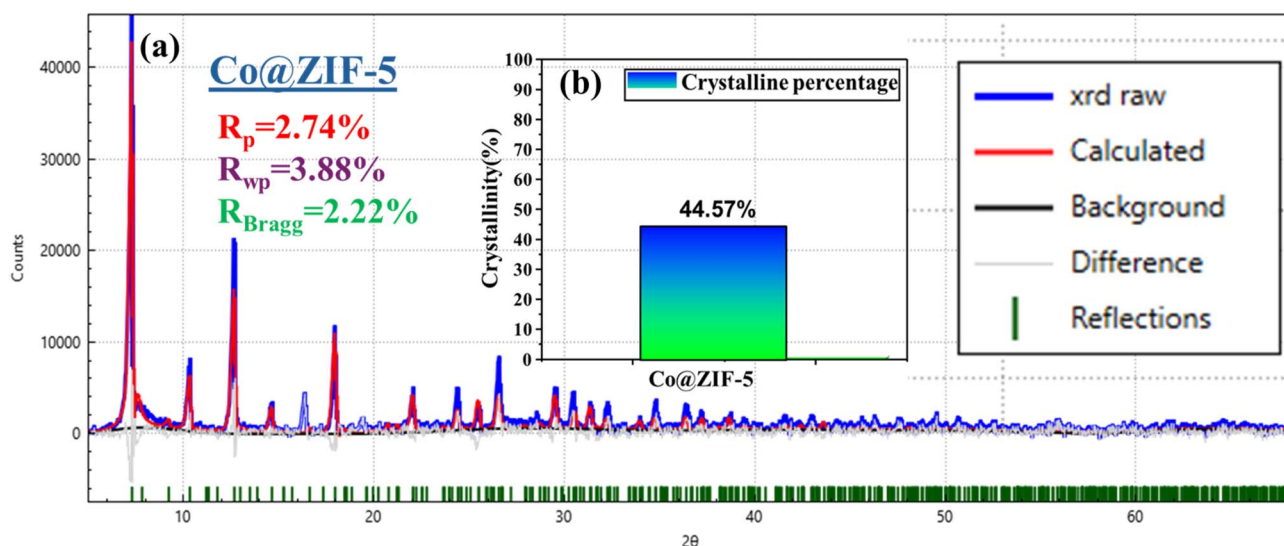 (a)
Co@ZIF-5
Rp=2.74%
Rwp=3.88%
RBragg=2.22%
Counts
40000
30000
20000
10000
0
10
20
30
40
50
60
2θ
(b)
Crystalline percentage
Crystallinity(%)
100
90
80
70
60
50
40
30
20
10
0
44.57%
Co@ZIF-5
xrd raw
Calculated
Background
Difference
Reflections